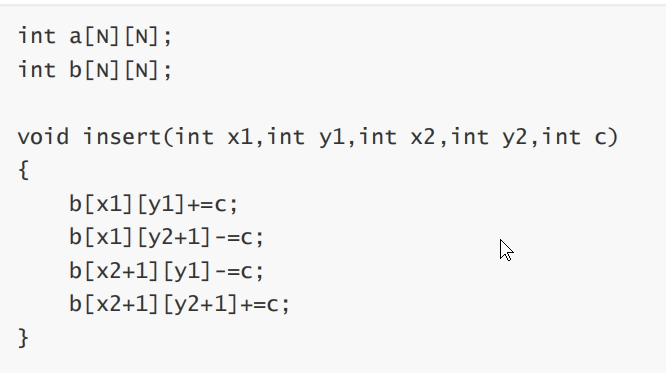 int a[N][N];
int b[N][N];
void insert(int x1,int y1,int x2,int y2,int c)
{
b[x1][y1]+=c;
b[x1][y2+1]-=c;
b[x2+1][y1]-=c;
b[x2+1][y2+1]+=c;
}